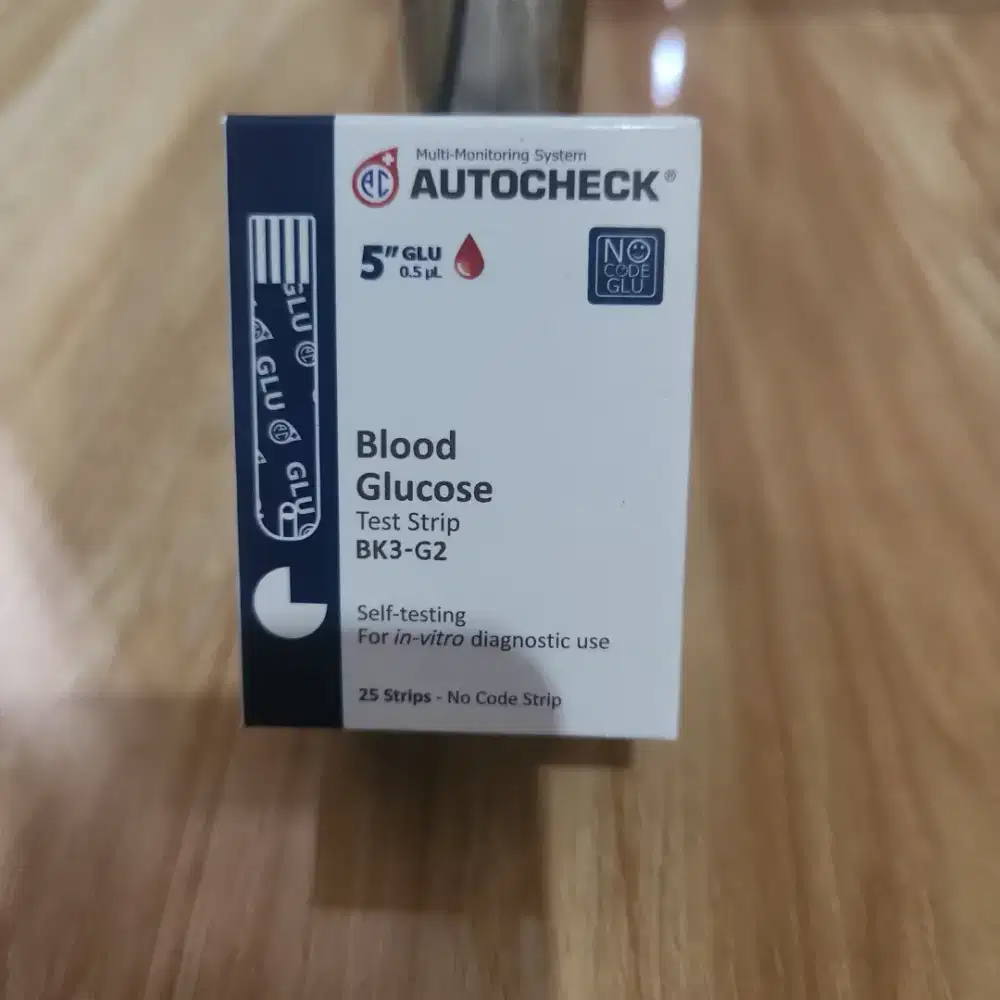 Multi-Monitoring System
AC AUTOCHECK®
5" GLU
0.5 µL
NO
CODE
GLU
GLU
GLU
GLU
Blood
Glucose
Test Strip
BK3-G2
Self-testing
For in-vitro diagnostic use
25 Strips - No Code Strip